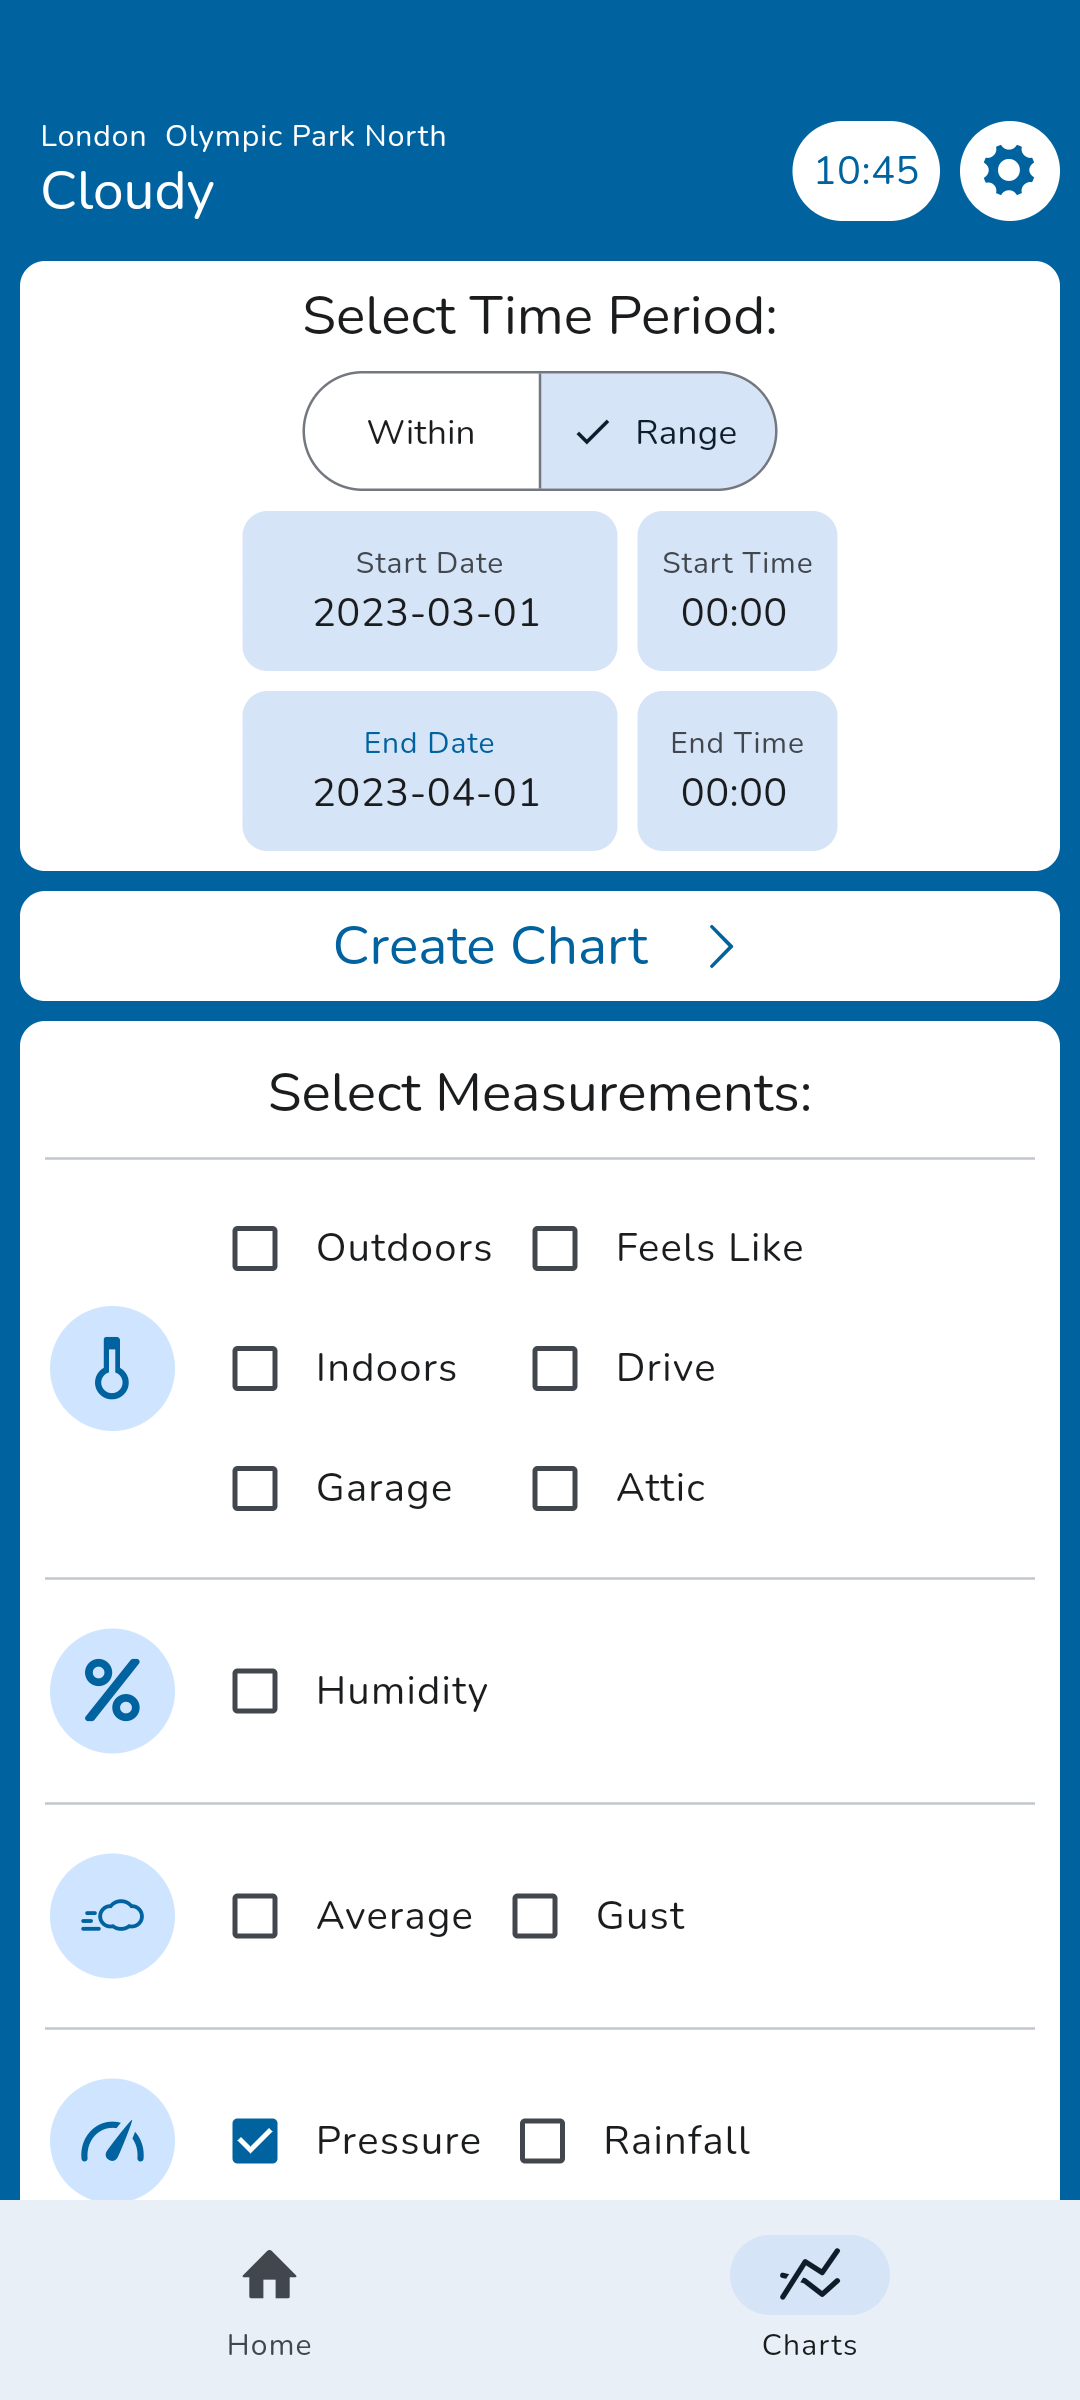 London  Olympic Park North
Cloudy
10:45
Select Time Period:
Within
Range
Start Date
2023-03-01
Start Time
00:00
End Date
2023-04-01
End Time
00:00
Create Chart
Select Measurements:
Outdoors
Feels Like
Indoors
Drive
Garage
Attic
Humidity
Average
Gust
Pressure
Rainfall
Home
Charts